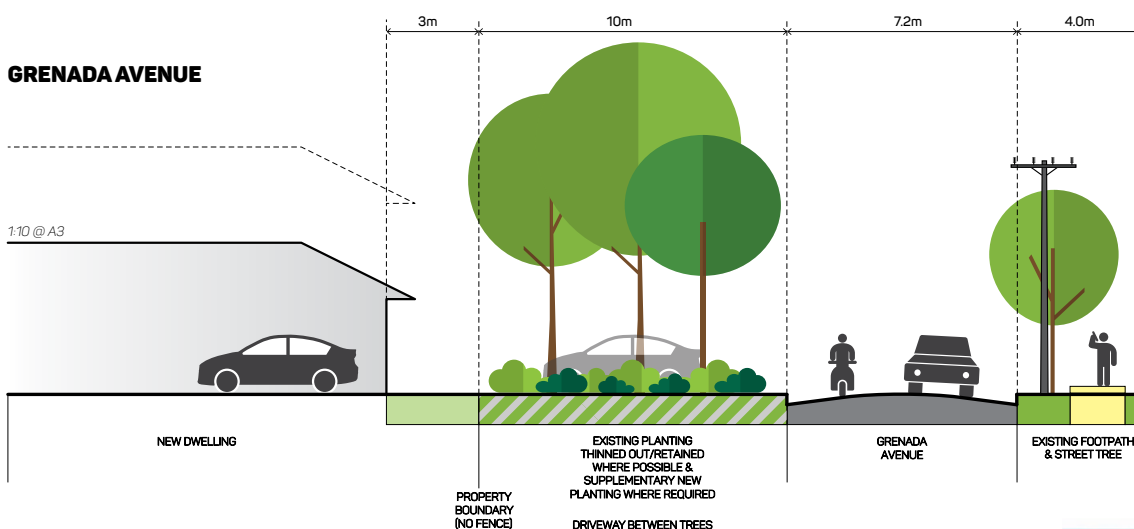 3m
10m
7.2m
4.0m
GRENADA AVENUE
1:10 @ A3
NEW DWELLING
PROPERTY
BOUNDARY
(NO FENCE)
EXISTING PLANTING
THINNED OUT/RETAINED
WHERE POSSIBLE &
SUPPLEMENTARY NEW
PLANTING WHERE REQUIRED
DRIVEWAY BETWEEN TREES
GRENADA
AVENUE
EXISTING FOOTPATH
& STREET TREE